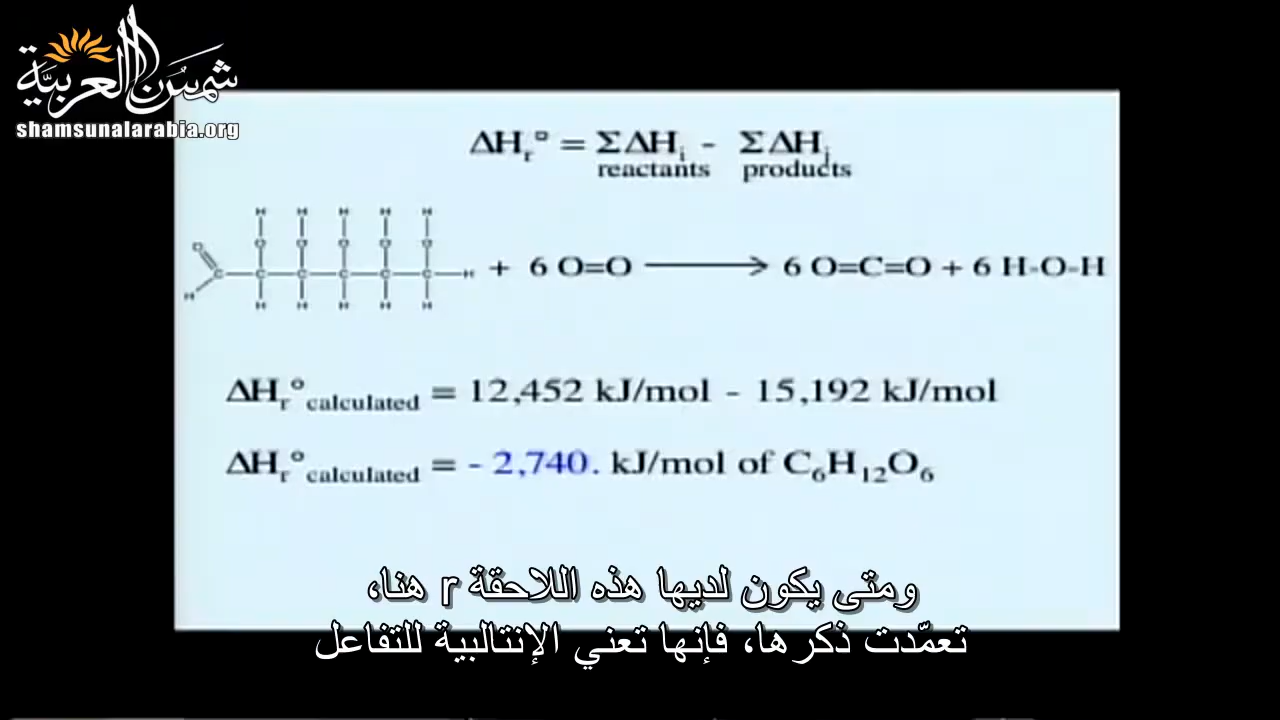 شمس العربية
shamsunalarabia.org
ΔHᵣ° = ΣΔHᵢ - ΣΔHⱼ
reactants products
H H H H H
O O O O O O
C C C C C C H + 6 O=O ⟶ 6 O=C=O + 6 H-O-H
H H H H H H
ΔHᵣ° calculated = 12,452 kJ/mol - 15,192 kJ/mol
ΔHᵣ° calculated = - 2,740. kJ/mol of C₆H₁₂O₆
ومتى يكون لديها هذه اللاحقة r هنا،
تعمّدت ذكرها، فإنها تعني الإنتالبية للتفاعل